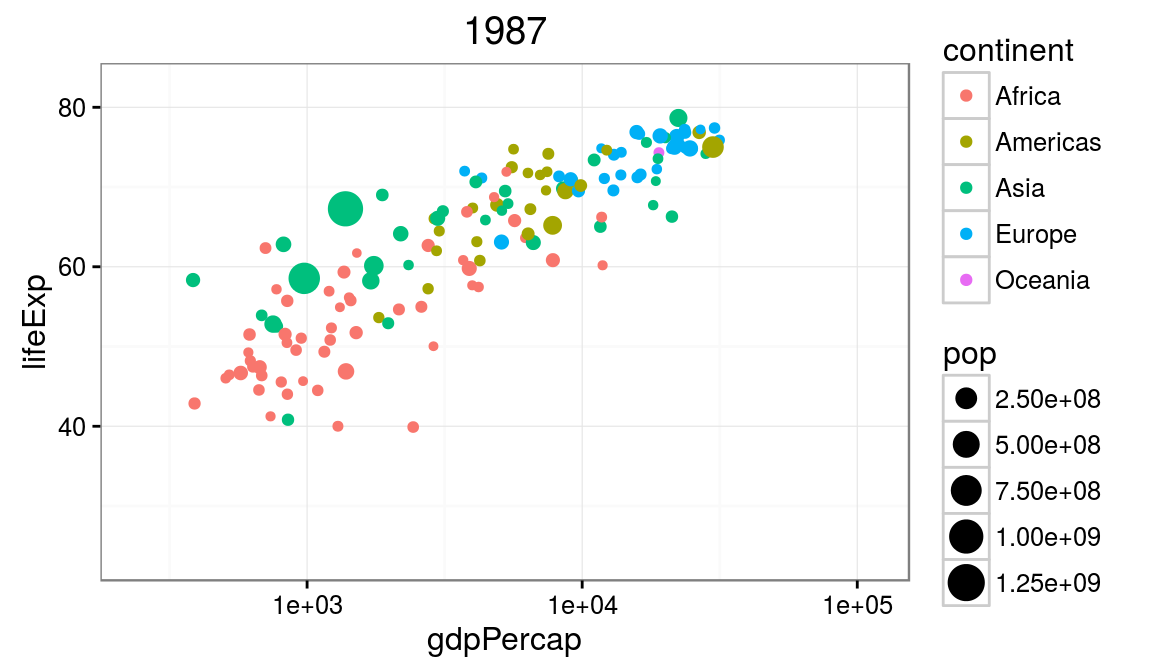 1987
lifeExp
80
60
40
1e+03
1e+04
1e+05
gdpPercap
continent
Africa
Americas
Asia
Europe
Oceania
pop
2.50e+08
5.00e+08
7.50e+08
1.00e+09
1.25e+09